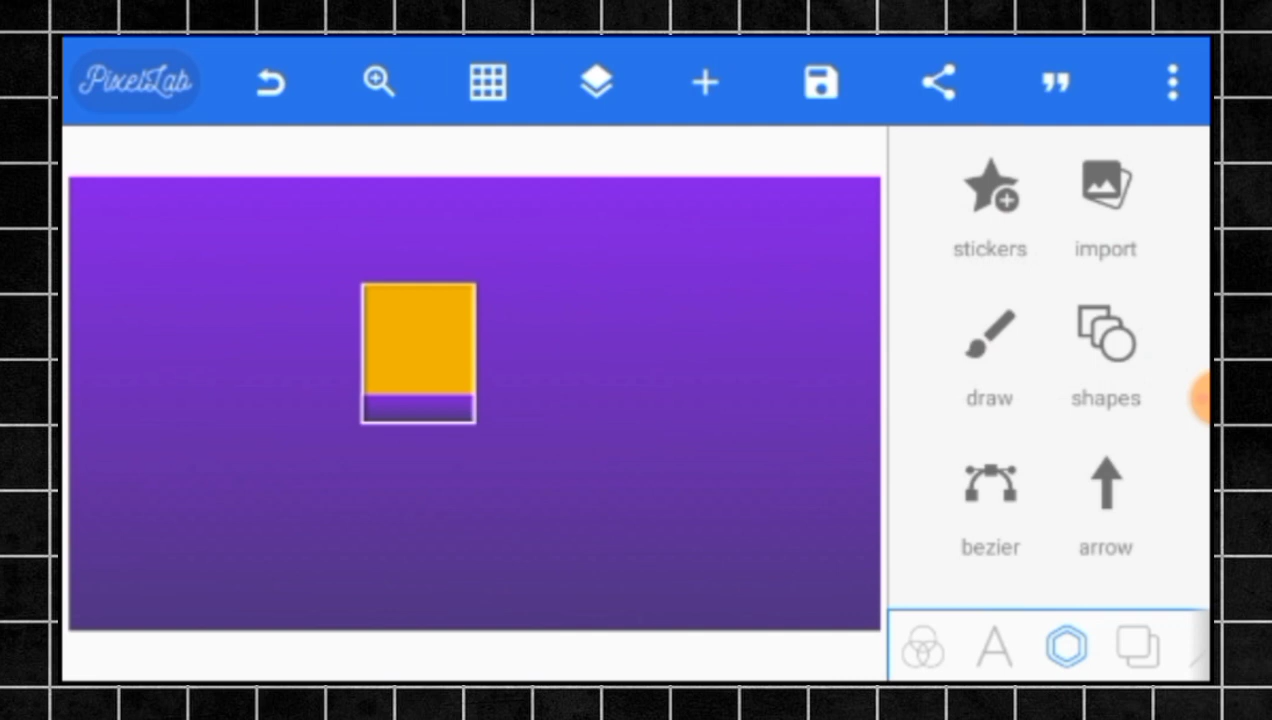 PixelLab
stickers
import
draw
shapes
bezier
arrow